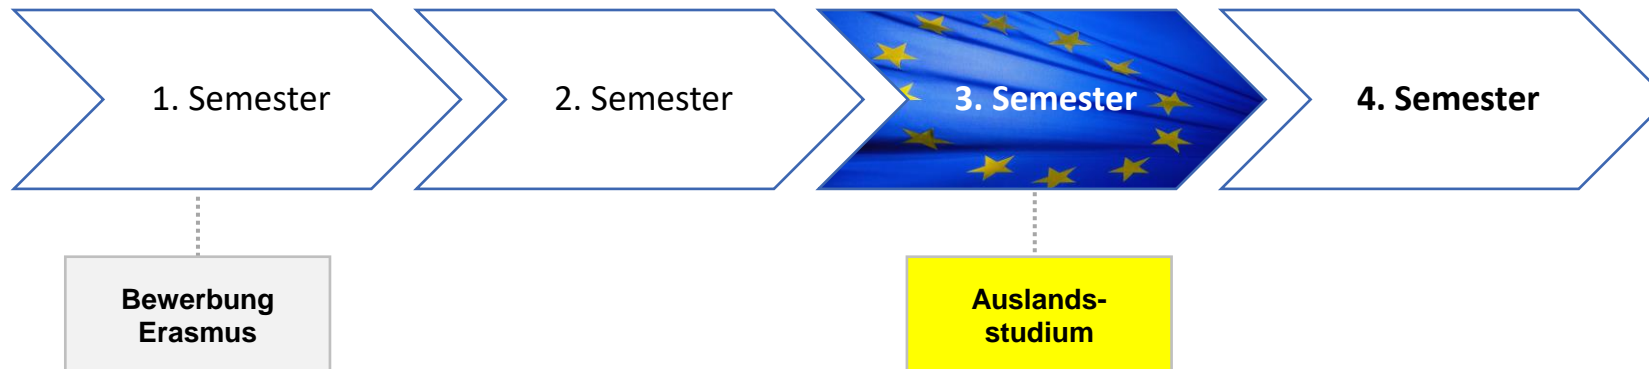 1. Semester
2. Semester
3. Semester
4. Semester
Bewerbung
Erasmus
Auslands-
studium